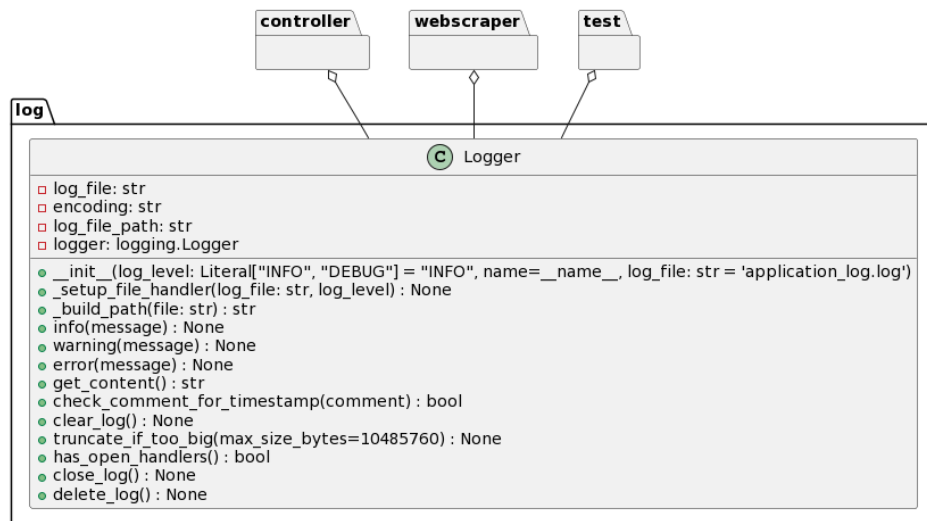 controller webscraper test
log
C Logger
log_file: str
encoding: str
log_file_path: str
logger: logging.Logger
__init__(log_level: Literal["INFO", "DEBUG"] = "INFO", name=__name__, log_file: str = 'application_log.log')
_setup_file_handler(log_file: str, log_level) : None
_build_path(file: str) : str
info(message) : None
warning(message) : None
error(message) : None
get_content() : str
check_comment_for_timestamp(comment) : bool
clear_log() : None
truncate_if_too_big(max_size_bytes=10485760) : None
has_open_handlers() : bool
close_log() : None
delete_log() : None